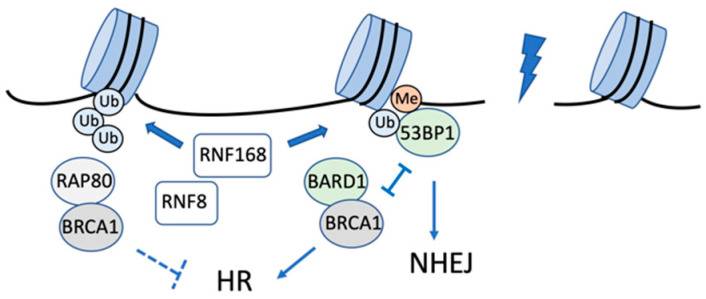 Ub
Ub
Ub
RAP80
BRCA1
RNF168
RNF8
Me
Ub
53BP1
BARD1
BRCA1
HR
NHEJ